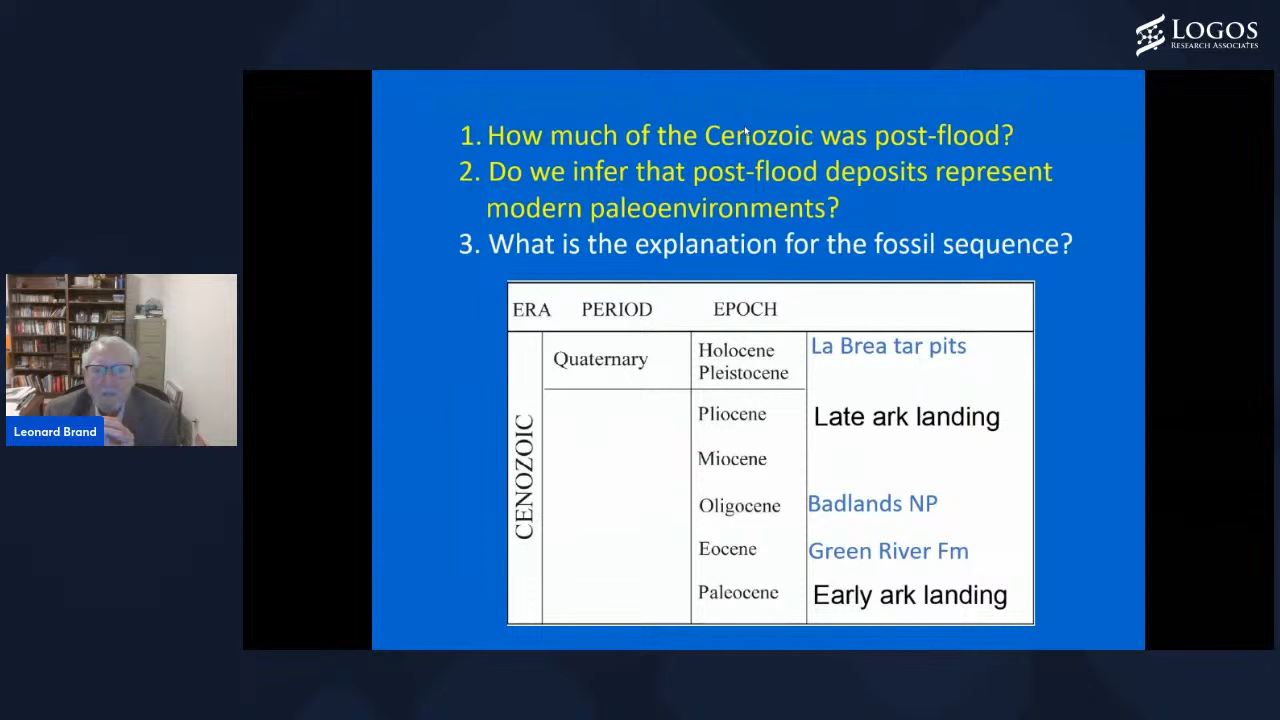 LOGOS
RESEARCH ASSOCIATES
1. How much of the Cenozoic was post-flood?
2. Do we infer that post-flood deposits represent
modern paleoenvironments?
3. What is the explanation for the fossil sequence?
ERA PERIOD EPOCH
CENOZOIC
Quaternary
Holocene
Pleistocene
La Brea tar pits
Pliocene
Late ark landing
Miocene
Oligocene
Badlands NP
Eocene
Green River Fm
Paleocene
Early ark landing
Leonard Brand